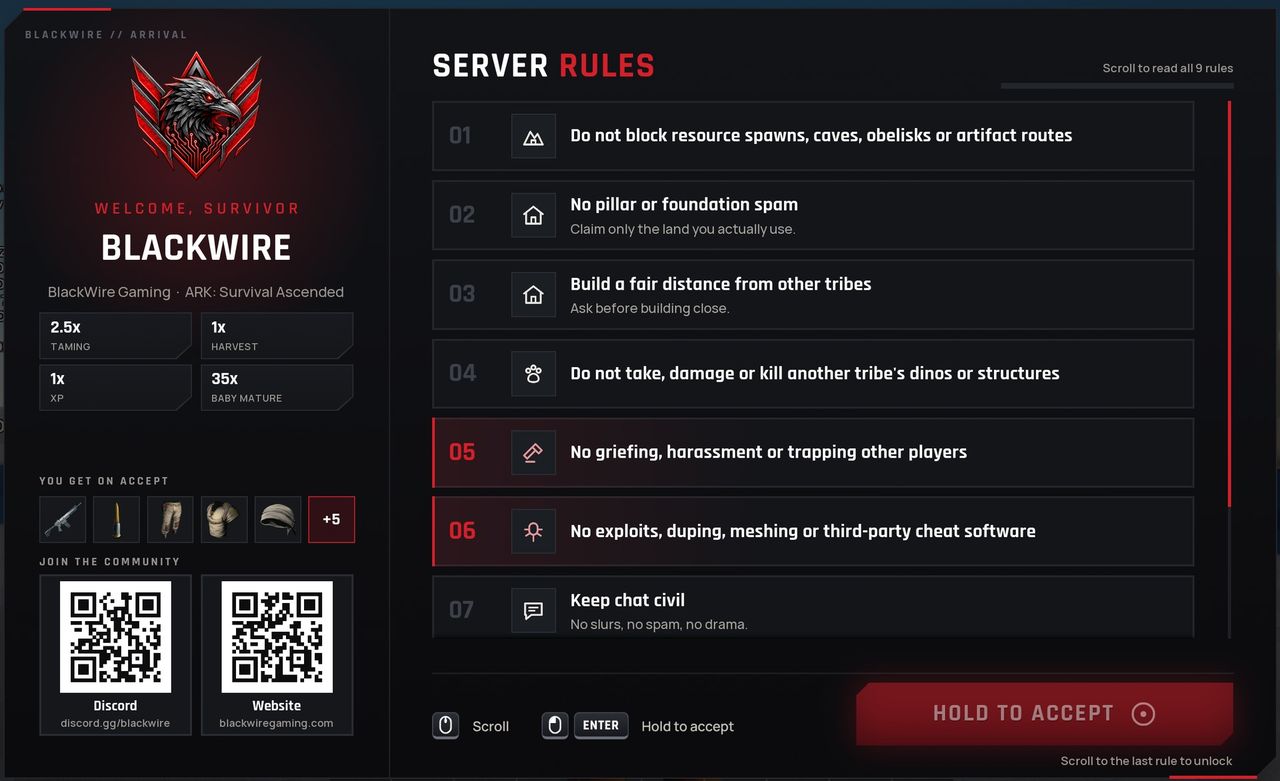 BLACKWIRE // ARRIVAL
WELCOME, SURVIVOR
BLACKWIRE
BlackWire Gaming · ARK: Survival Ascended
2.5x
TAMING
1x
HARVEST
1x
XP
35x
BABY MATURE
YOU GET ON ACCEPT
+5
JOIN THE COMMUNITY
Discord
discord.gg/blackwire
Website
blackwiregaming.com
SERVER RULES
Scroll to read all 9 rules
01
Do not block resource spawns, caves, obelisks or artifact routes
02
No pillar or foundation spam
Claim only the land you actually use.
03
Build a fair distance from other tribes
Ask before building close.
04
Do not take, damage or kill another tribe's dinos or structures
05
No griefing, harassment or trapping other players
06
No exploits, duping, meshing or third-party cheat software
07
Keep chat civil
No slurs, no spam, no drama.
Scroll
ENTER
Hold to accept
HOLD TO ACCEPT
Scroll to the last rule to unlock